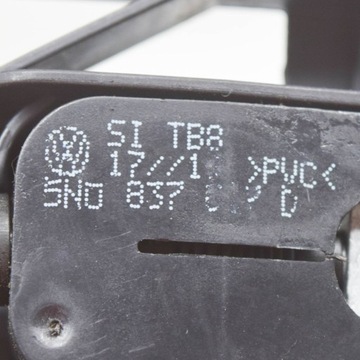 SI TB8
17//1 >PVC<
5N0 837 D